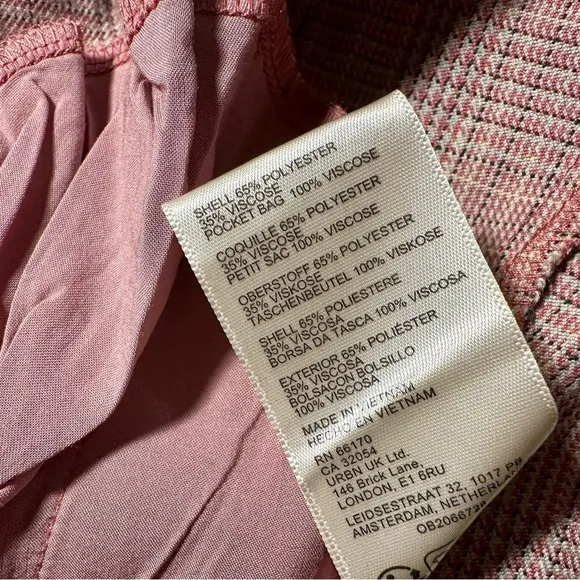 SHELL 65% POLYESTER
35% VISCOSE
POCKET BAG 100% VISCOSE
COQUILLE 65% POLYESTER
35% VISCOSE
PETIT SAC 100% VISCOSE
OBERSTOFF 65% POLYESTER
35% VISKOSE
TASCHENBEUTEL 100% VISKOSE
SHELL 65% POLIESTERE
35% VISCOSA
BORSA DA TASCA 100% VISCOSA
EXTERIOR 65% POLIÉSTER
35% VISCOSA
BOLSACON BOLSILLO
100% VISCOSA
MADE IN VIETNAM
HECHO EN VIETNAM
RN 66170
CA 32054
URBN UK Ltd.
146 Brick Lane,
LONDON, E1 6RU
LEIDSESTRAAT 32, 1017
AMSTERDAM,